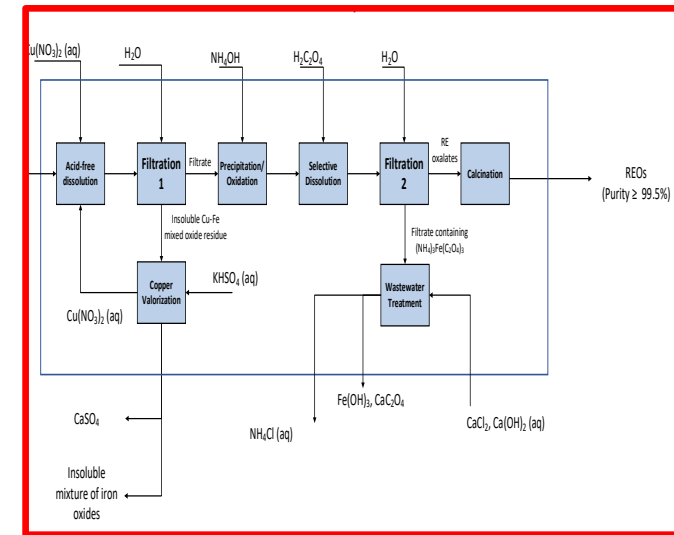 Cu(NO₃)₂ (aq)
H₂O
NH₄OH
H₂C₂O₄
H₂O
Acid-free
dissolution
Filtration
1
Filtrate
Precipitation/
Oxidation
Selective
Dissolution
Filtration
2
RE
oxalates
Calcination
REOs
(Purity ≥ 99.5%)
Insoluble Cu-Fe
mixed oxide residue
Filtrate containing
(NH₄)₃Fe(C₂O₄)₃
Copper
Valorization
KHSO₄ (aq)
Wastewater
Treatment
Cu(NO₃)₂ (aq)
CaSO₄
Fe(OH)₃, CaC₂O₄
NH₄Cl (aq)
CaCl₂, Ca(OH)₂ (aq)
Insoluble
mixture of iron
oxides